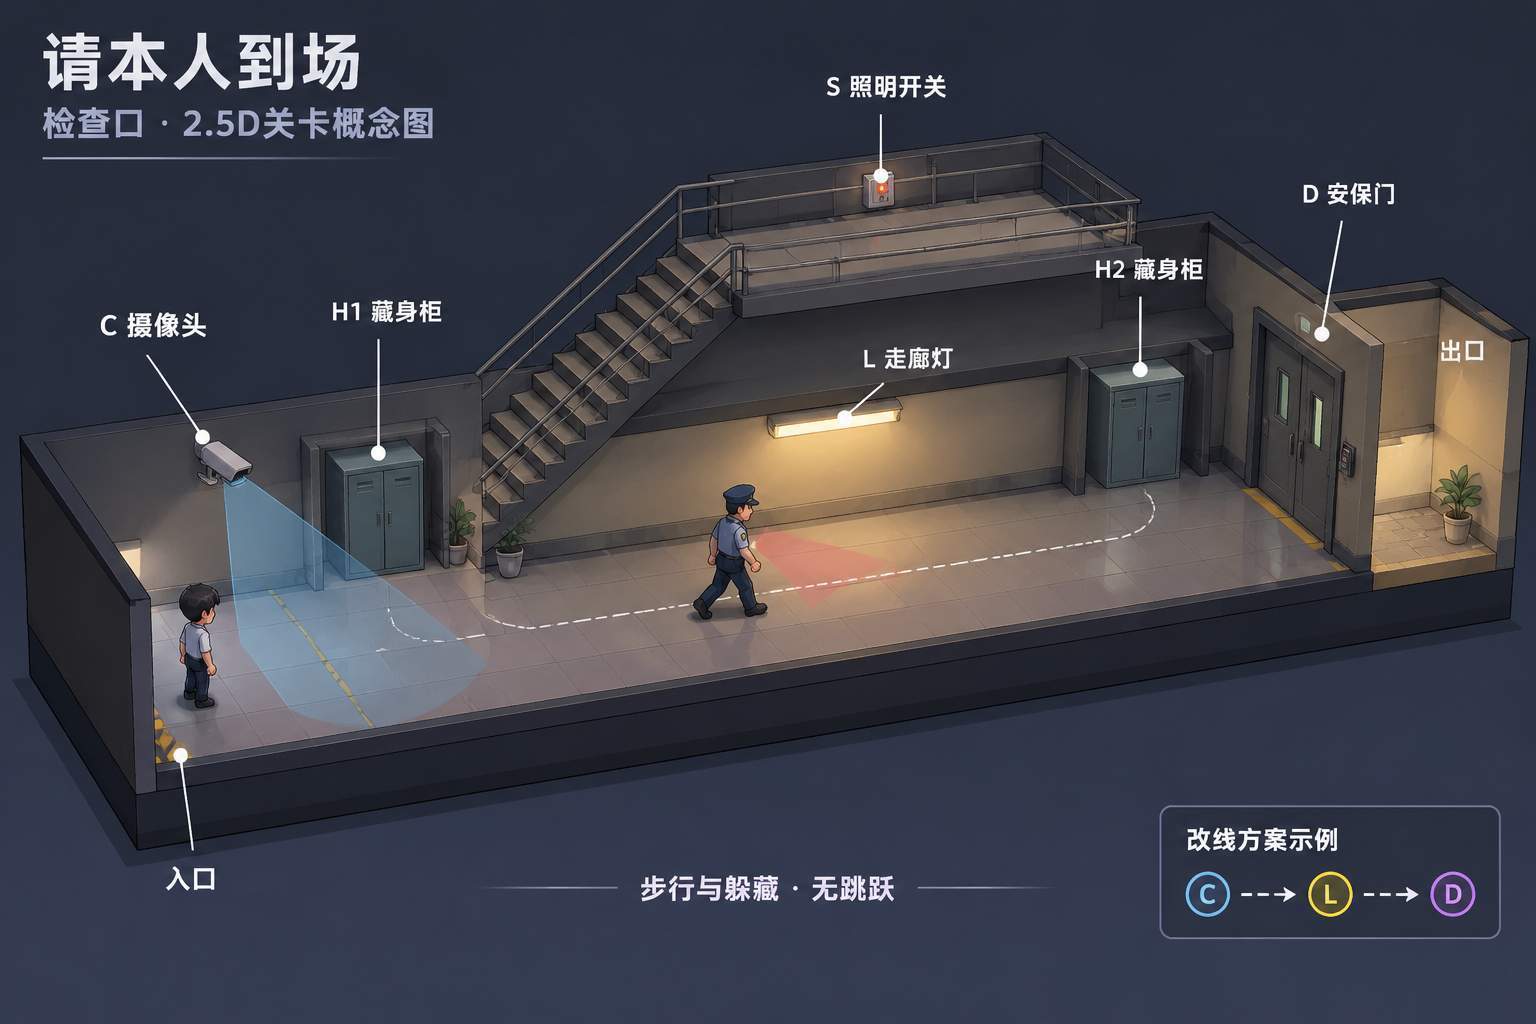 请本人到场
检查口 · 2.5D关卡概念图
S 照明开关
D 安保门
H2 藏身柜
C 摄像头
H1 藏身柜
L 走廊灯
出口
入口
步行与躲藏 · 无跳跃
改线方案示例
C → L → D